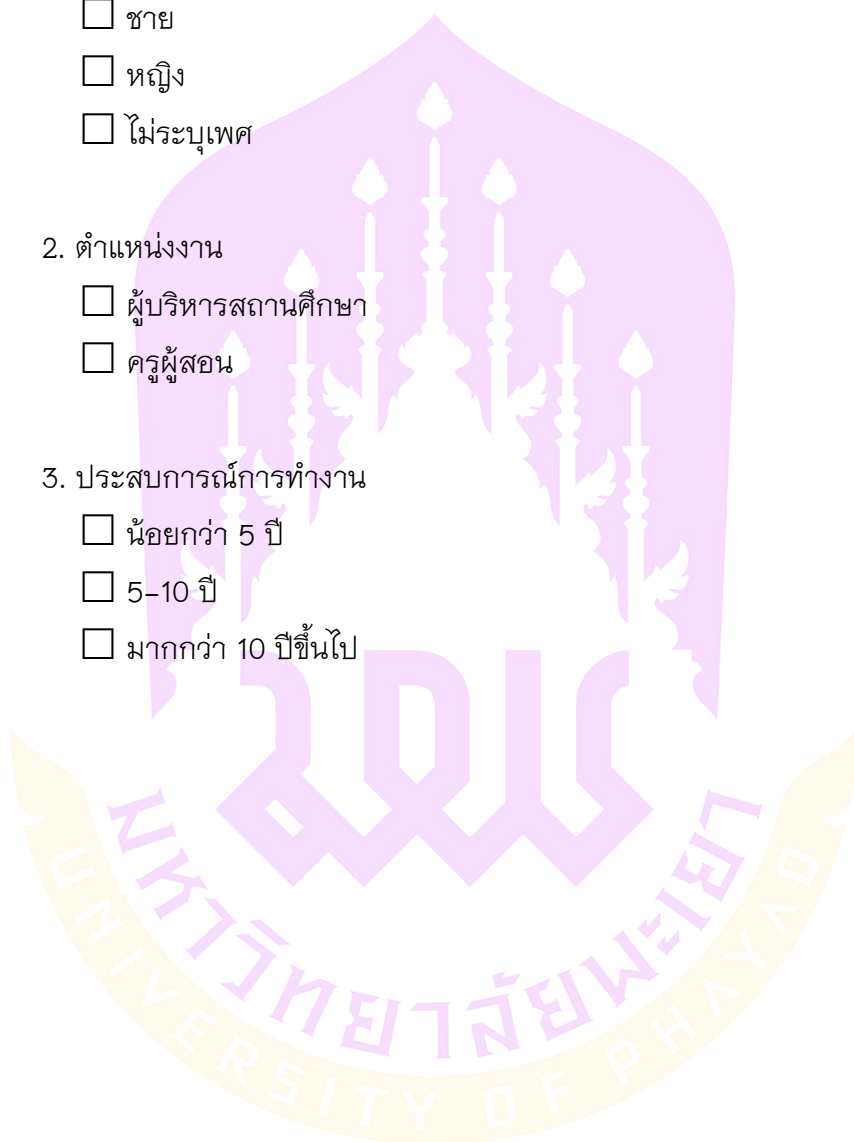 ☐ ชาย
☐ หญิง
☐ ไม่ระบุเพศ
2. ตำแหน่งงาน
☐ ผู้บริหารสถานศึกษา
☐ ครูผู้สอน
3. ประสบการณ์การทำงาน
☐ น้อยกว่า 5 ปี
☐ 5–10 ปี
☐ มากกว่า 10 ปีขึ้นไป
มหาวิทยาลัยพะเยา
UNIVERSITY OF PHAYAO